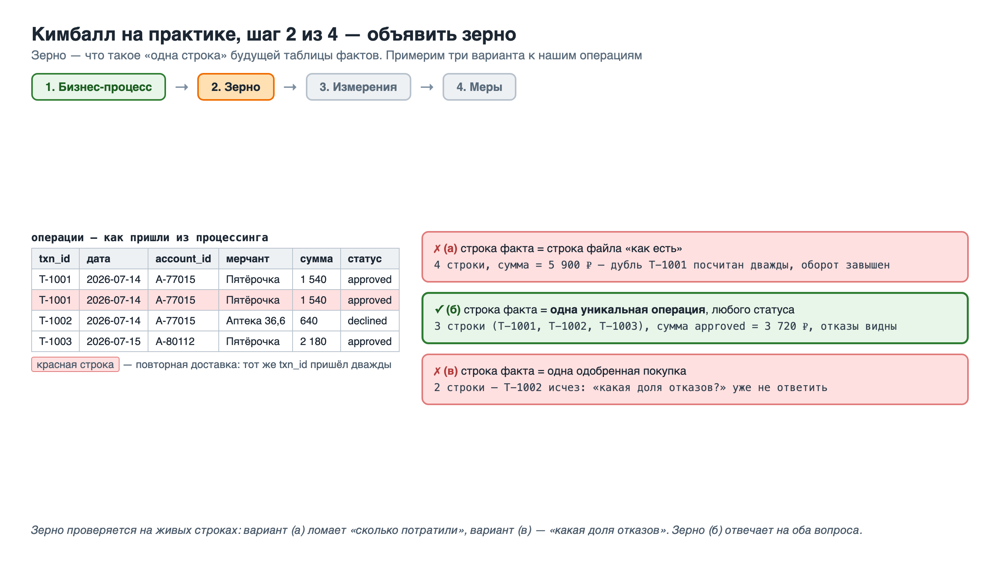 Кимбалл на практике, шаг 2 из 4 — объявить зерно
Зерно — что такое «одна строка» будущей таблицы фактов. Примерим три варианта к нашим операциям
1. Бизнес-процесс → 2. Зерно → 3. Измерения → 4. Меры
операции — как пришли из процессинга
txn_id дата account_id мерчант сумма статус
T-1001 2026-07-14 A-77015 Пятёрочка 1 540 approved
T-1001 2026-07-14 A-77015 Пятёрочка 1 540 approved
T-1002 2026-07-14 A-77015 Аптека 36,6 640 declined
T-1003 2026-07-15 A-80112 Пятёрочка 2 180 approved
красная строка — повторная доставка: тот же txn_id пришёл дважды
✗ (а) строка факта = строка файла «как есть»
4 строки, сумма = 5 900 ₽ — дубль T-1001 посчитан дважды, оборот завышен
✓ (б) строка факта = одна уникальная операция, любого статуса
3 строки (T-1001, T-1002, T-1003), сумма approved = 3 720 ₽, отказы видны
✗ (в) строка факта = одна одобренная покупка
2 строки — T-1002 исчез: «какая доля отказов?» уже не ответить
Зерно проверяется на живых строках: вариант (а) ломает «сколько потратили», вариант (в) — «какая доля отказов». Зерно (б) отвечает на оба вопроса.